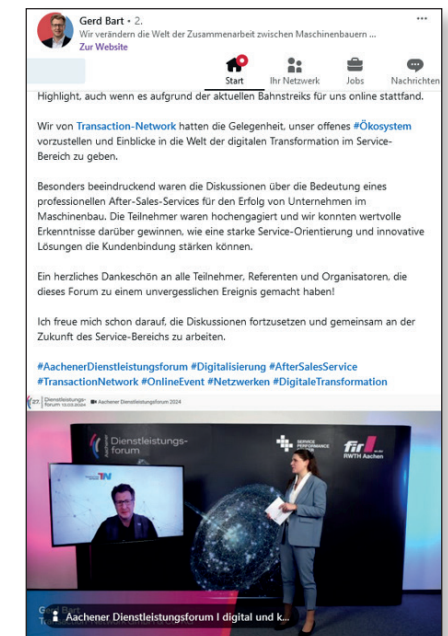 Gerd Bart • 2.
Wir verändern die Welt der Zusammenarbeit zwischen Maschinenbauern ...
Zur Website
Start
Ihr Netzwerk
Jobs
Nachrichten
Highlight, auch wenn es aufgrund der aktuellen Bahnstreiks für uns online stattfand.
Wir von Transaction-Network hatten die Gelegenheit, unser offenes #Ökosystem
vorzustellen und Einblicke in die Welt der digitalen Transformation im Service-
Bereich zu geben.
Besonders beeindruckend waren die Diskussionen über die Bedeutung eines
professionellen After-Sales-Services für den Erfolg von Unternehmen im
Maschinenbau. Die Teilnehmer waren hochengagiert und wir konnten wertvolle
Erkenntnisse darüber gewinnen, wie eine starke Service-Orientierung und innovative
Lösungen die Kundenbindung stärken können.
Ein herzliches Dankeschön an alle Teilnehmer, Referenten und Organisatoren, die
dieses Forum zu einem unvergesslichen Ereignis gemacht haben!
Ich freue mich schon darauf, die Diskussionen fortzusetzen und gemeinsam an der
Zukunft des Service-Bereichs zu arbeiten.
#AachenerDienstleistungsforum #Digitalisierung #AfterSalesService
#TransactionNetwork #OnlineEvent #Netzwerken #DigitaleTransformation
27. Dienstleistungs-
forum
Aachener Dienstleistungsforum 2024
Dienstleistungs-
forum
SERVICE
PERFORMANCE
fir
RWTH Aachen
TN
Gerd Bart
Aachener Dienstleistungsforum I digital und k...